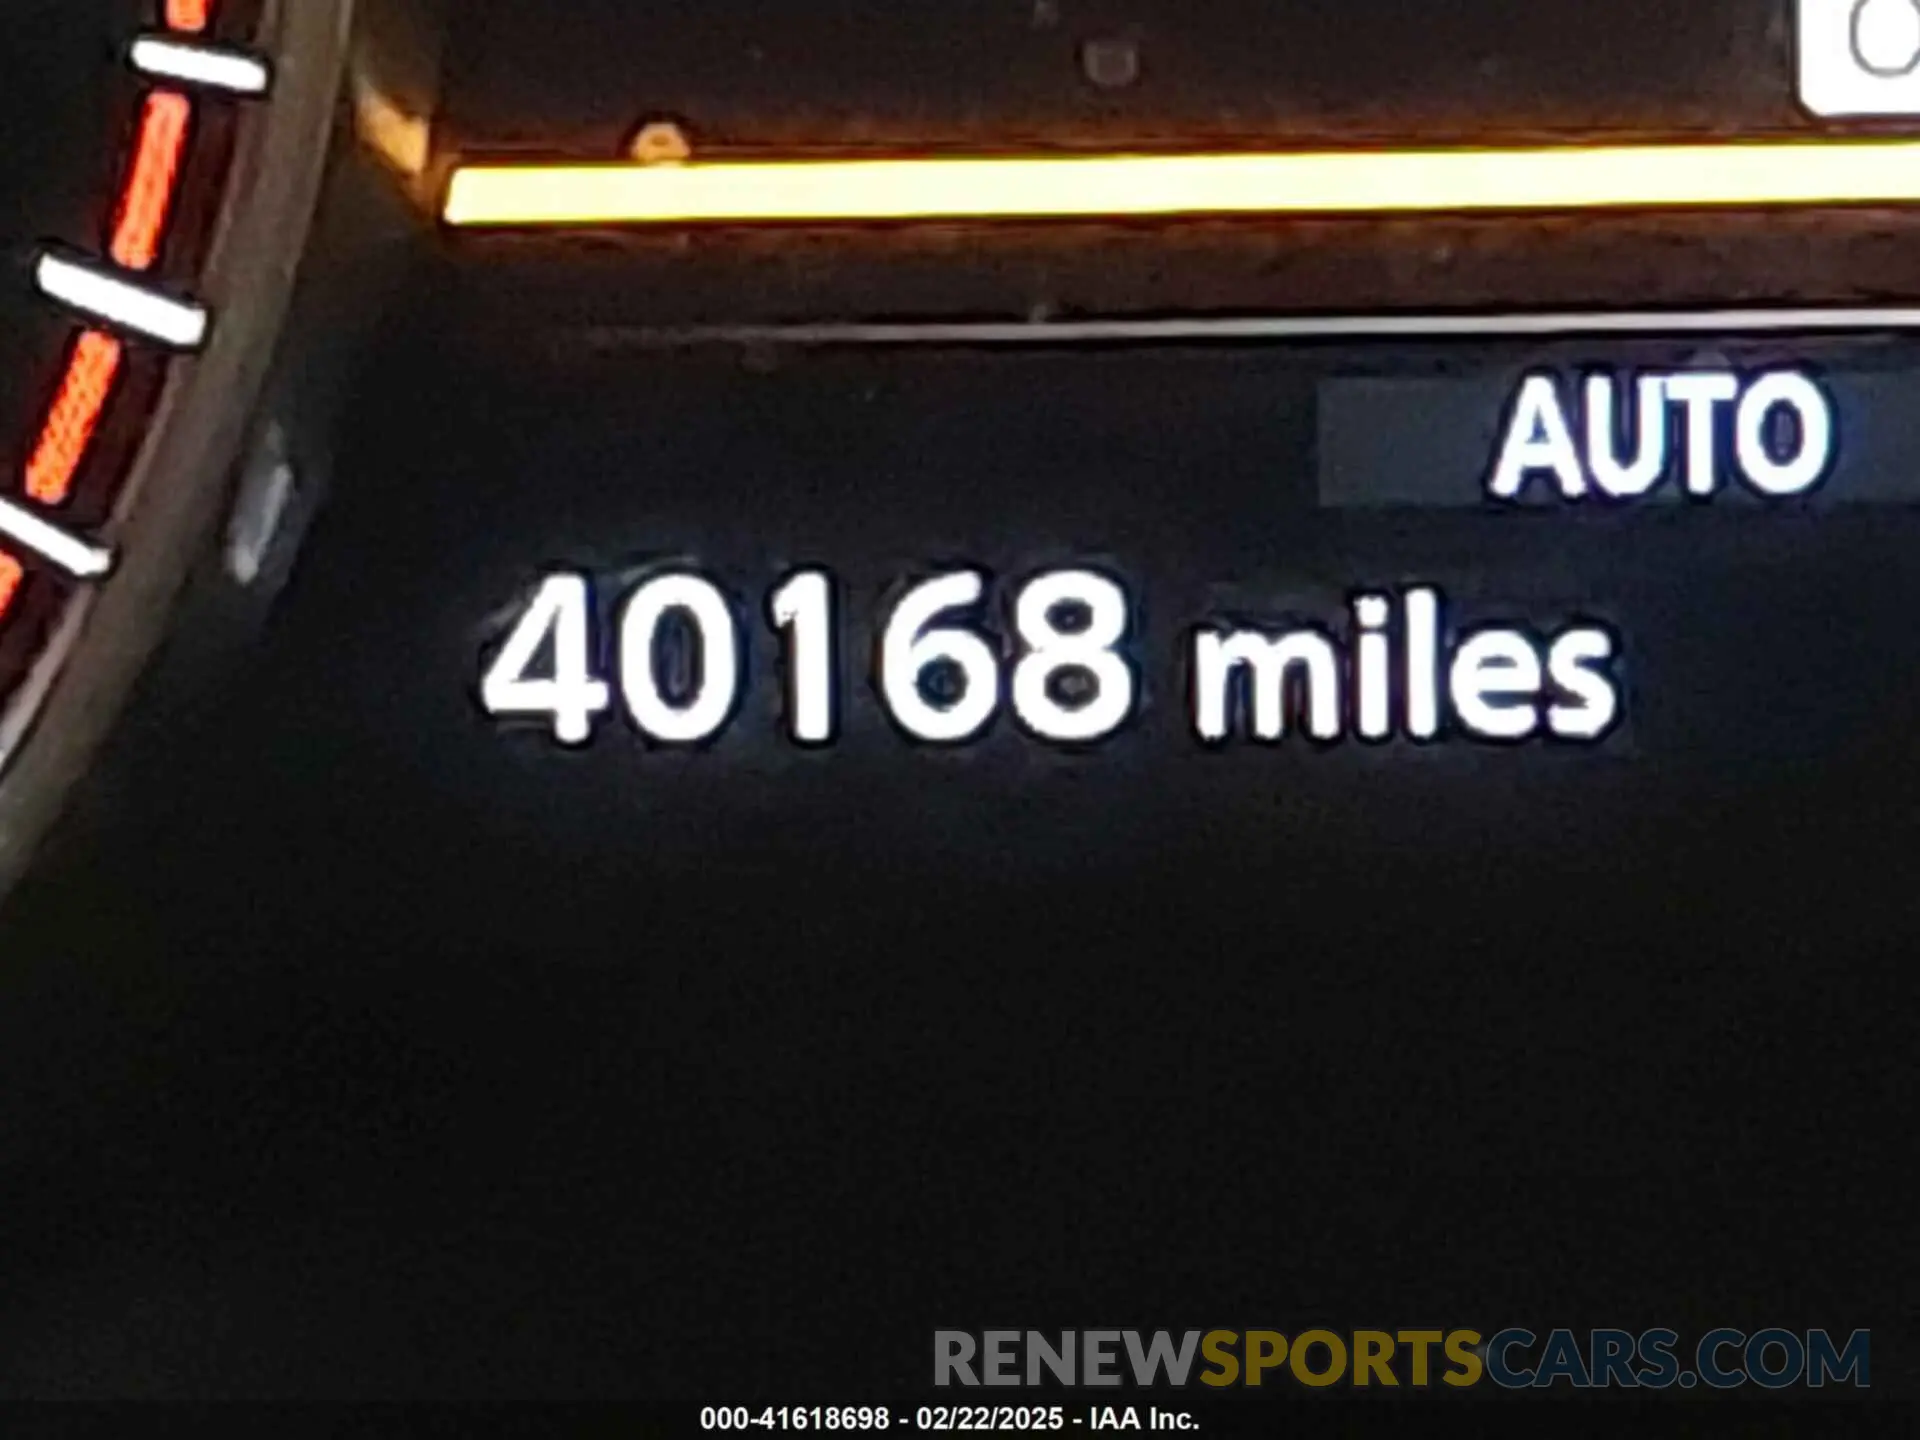 AUTO
40168 miles
RENEWSPORTSCARS.COM
000-41618698 - 02/22/2025 - IAA Inc.